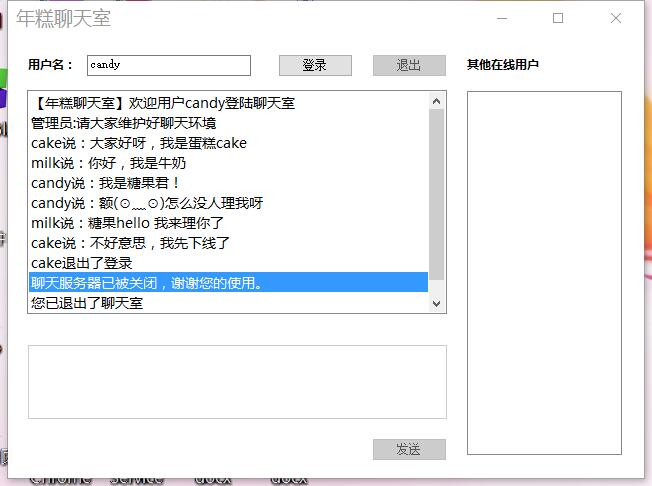 年糕聊天室
用户名： candy 登录 退出 其他在线用户
【年糕聊天室】欢迎用户candy登陆聊天室
管理员:请大家维护好聊天环境
cake说：大家好呀，我是蛋糕cake
milk说：你好，我是牛奶
candy说：我是糖果君！
candy说：额(⊙﹏⊙)怎么没人理我呀
milk说：糖果hello 我来理你了
cake说：不好意思，我先下线了
cake退出了登录
聊天服务器已被关闭，谢谢您的使用。
您已退出了聊天室
发送
Chrome Service docx docx